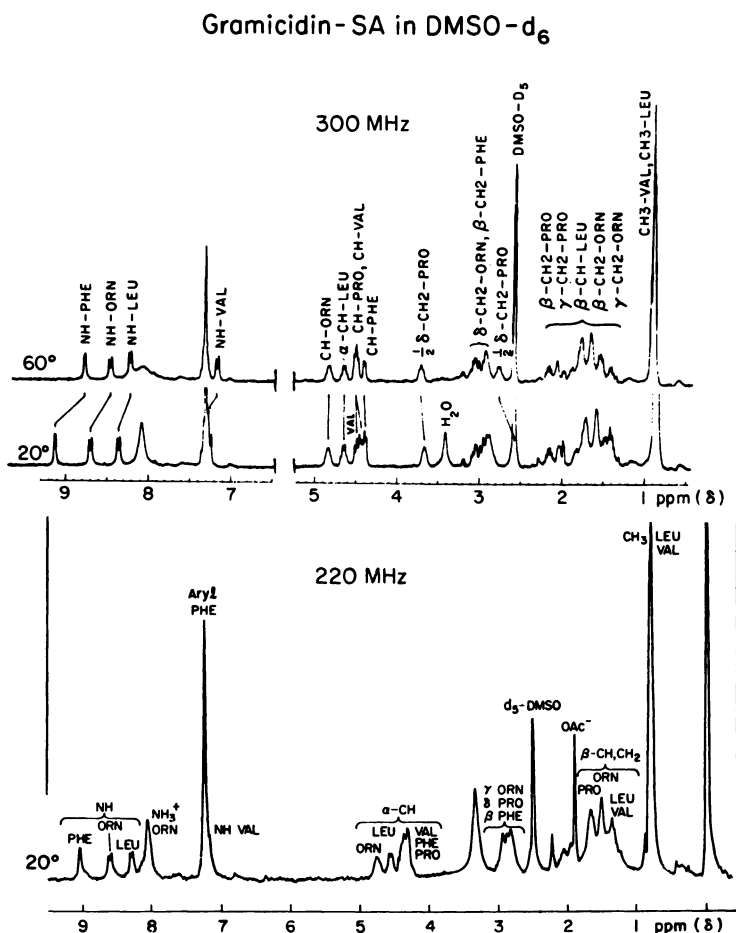 Gramicidin-SA in DMSO-d6
300 MHz
NH-PHE
NH-ORN
NH-LEU
NH-VAL
CH-ORN
α-CH-LEU
CH-PRO, CH-VAL
CH-PHE
½ δ-CH2-PRO
δ-CH2-ORN, β-CH2-PHE
½ δ-CH2-PRO
DMSO-D5
β-CH2-PRO
γ-CH2-PRO
β-CH-LEU
β-CH2-ORN
γ-CH2-ORN
CH3-VAL, CH3-LEU
60°
VAL
H2O
20°
9 8 7 5 4 3 2 1 ppm (δ)
220 MHz
CH3 LEU
VAL
Aryl
PHE
d5-DMSO
OAc⁻
β-CH, CH2
ORN
PRO
LEU
VAL
γ ORN
δ PRO
β PHE
α-CH
ORN
LEU
VAL
PHE
PRO
NH
PHE
ORN
LEU
NH3+
ORN
NH VAL
20°
9 8 7 6 5 4 3 2 1 ppm (δ)